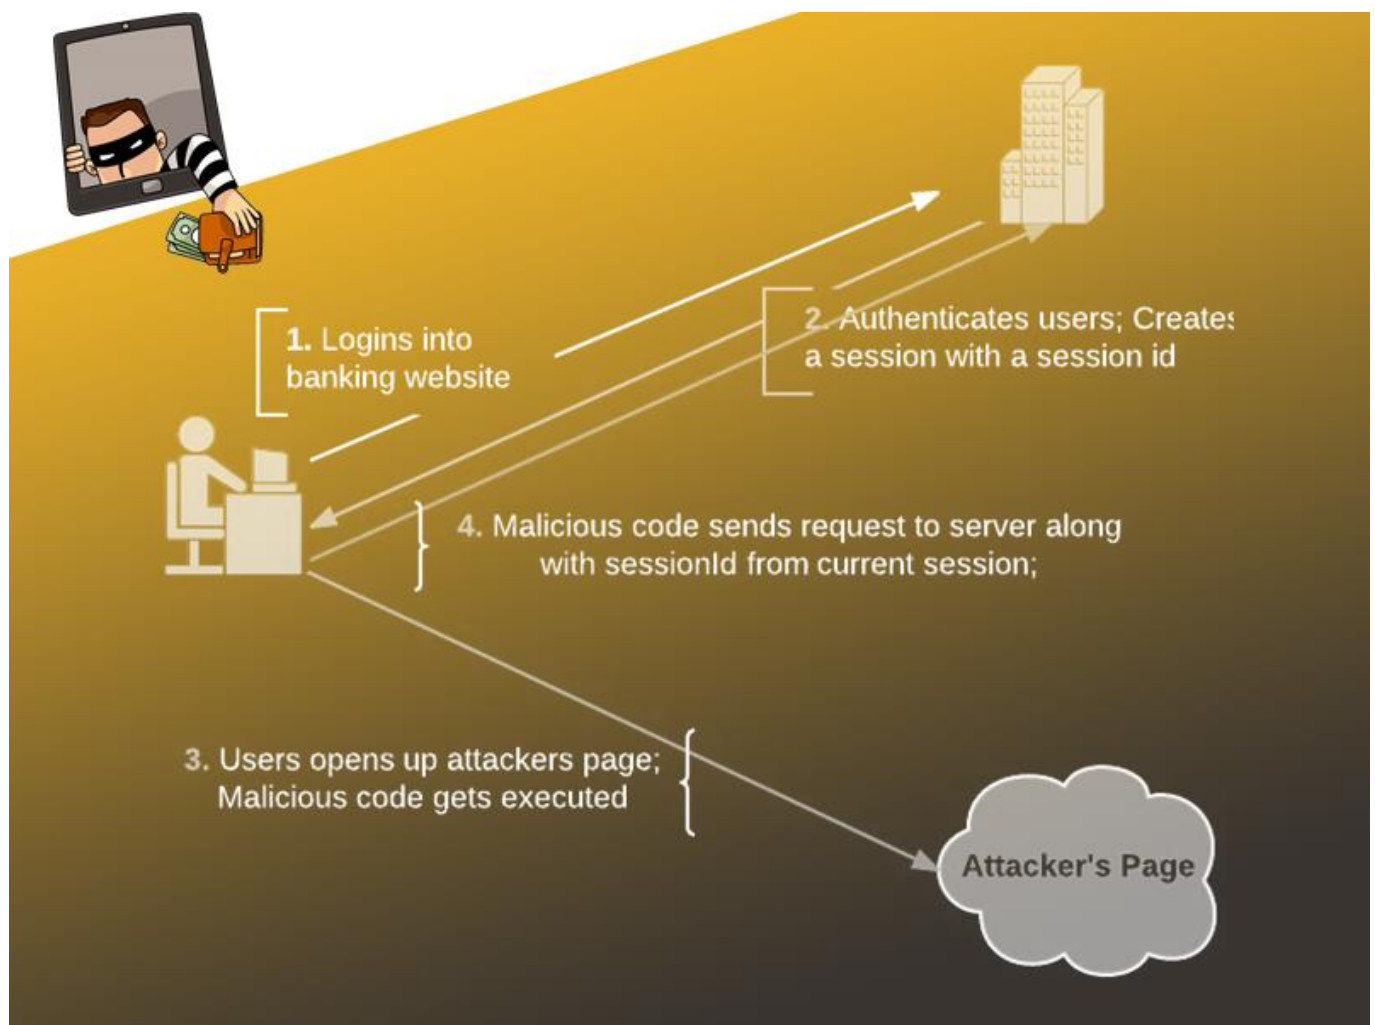 1. Logins into
banking website
2. Authenticates users; Creates
a session with a session id
4. Malicious code sends request to server along
with sessionId from current session;
3. Users opens up attackers page;
Malicious code gets executed
Attacker's Page